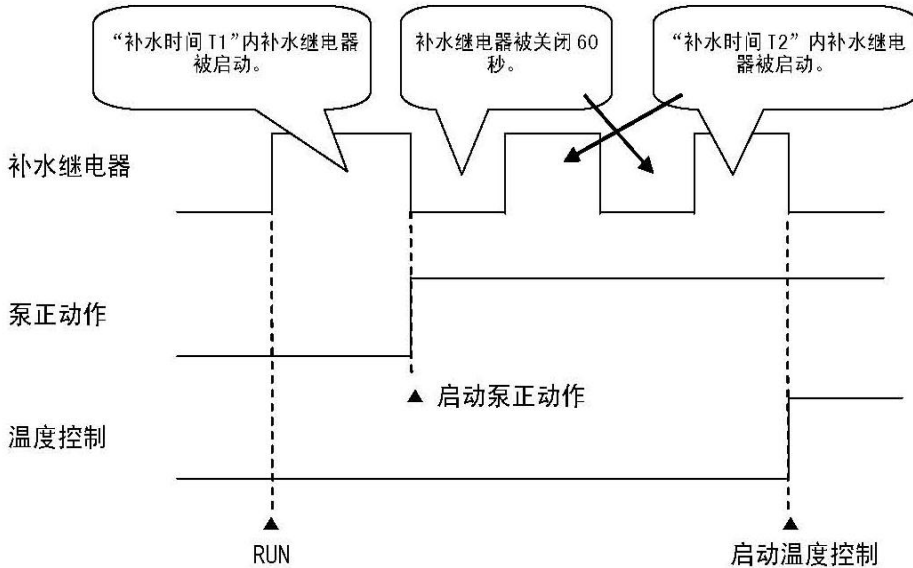 “补水时间 T1”内补水继电器
被启动。
补水继电器被关闭 60
秒。
“补水时间 T2” 内补水继电
器被启动。
补水继电器
泵正动作
▲ 启动泵正动作
温度控制
▲
RUN
▲
启动温度控制